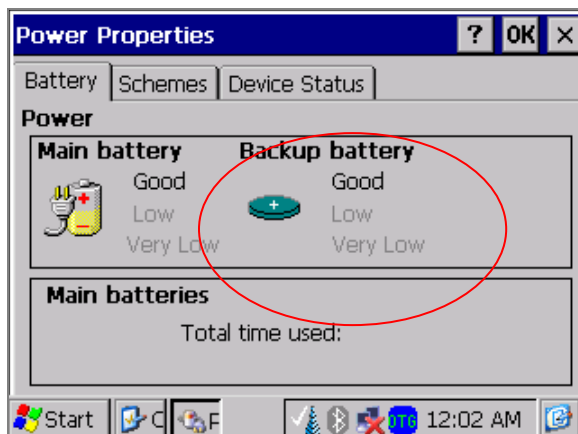 Power Properties ? OK ×
Battery Schemes Device Status
Power
Main battery Backup battery
Good Good
Low Low
Very Low Very Low
Main batteries
Total time used:
Start C F OTG 12:02 AM